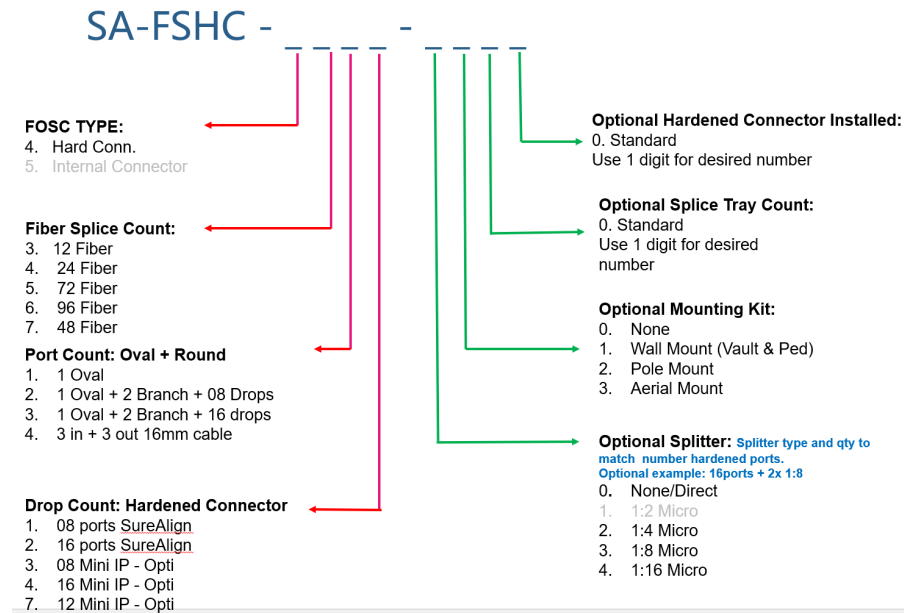 SA-FSHC - _ _ _ _ - _ _ _ _
FOSC TYPE:
4. Hard Conn.
5. Internal Connector
Fiber Splice Count:
3. 12 Fiber
4. 24 Fiber
5. 72 Fiber
6. 96 Fiber
7. 48 Fiber
Port Count: Oval + Round
1. 1 Oval
2. 1 Oval + 2 Branch + 08 Drops
3. 1 Oval + 2 Branch + 16 drops
4. 3 in + 3 out 16mm cable
Drop Count: Hardened Connector
1. 08 ports SureAlign
2. 16 ports SureAlign
3. 08 Mini IP - Opti
4. 16 Mini IP - Opti
7. 12 Mini IP - Opti
Optional Hardened Connector Installed:
0. Standard
Use 1 digit for desired number
Optional Splice Tray Count:
0. Standard
Use 1 digit for desired
number
Optional Mounting Kit:
0. None
1. Wall Mount (Vault & Ped)
2. Pole Mount
3. Aerial Mount
Optional Splitter: Splitter type and qty to
match number hardened ports.
Optional example: 16ports + 2x 1:8
0. None/Direct
1. 1:2 Micro
2. 1:4 Micro
3. 1:8 Micro
4. 1:16 Micro